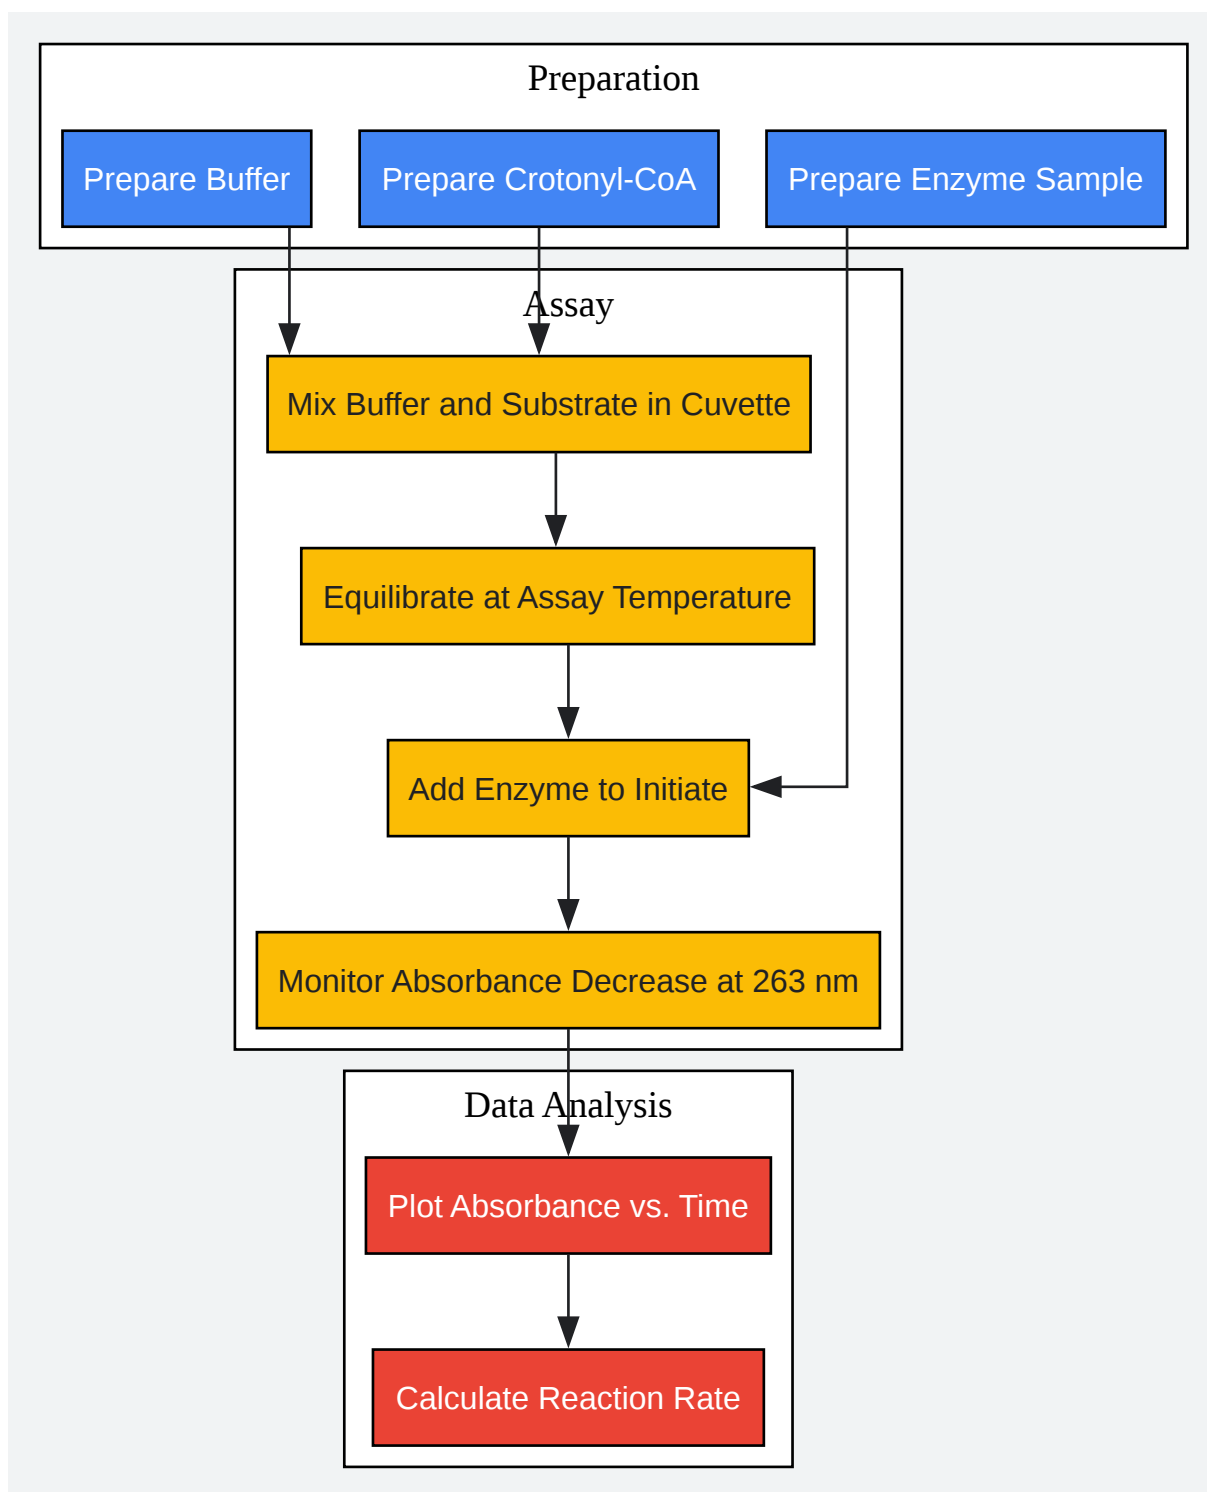 Preparation
Prepare Buffer
Prepare Crotonyl-CoA
Prepare Enzyme Sample
Assay
Mix Buffer and Substrate in Cuvette
Equilibrate at Assay Temperature
Add Enzyme to Initiate
Monitor Absorbance Decrease at 263 nm
Data Analysis
Plot Absorbance vs. Time
Calculate Reaction Rate